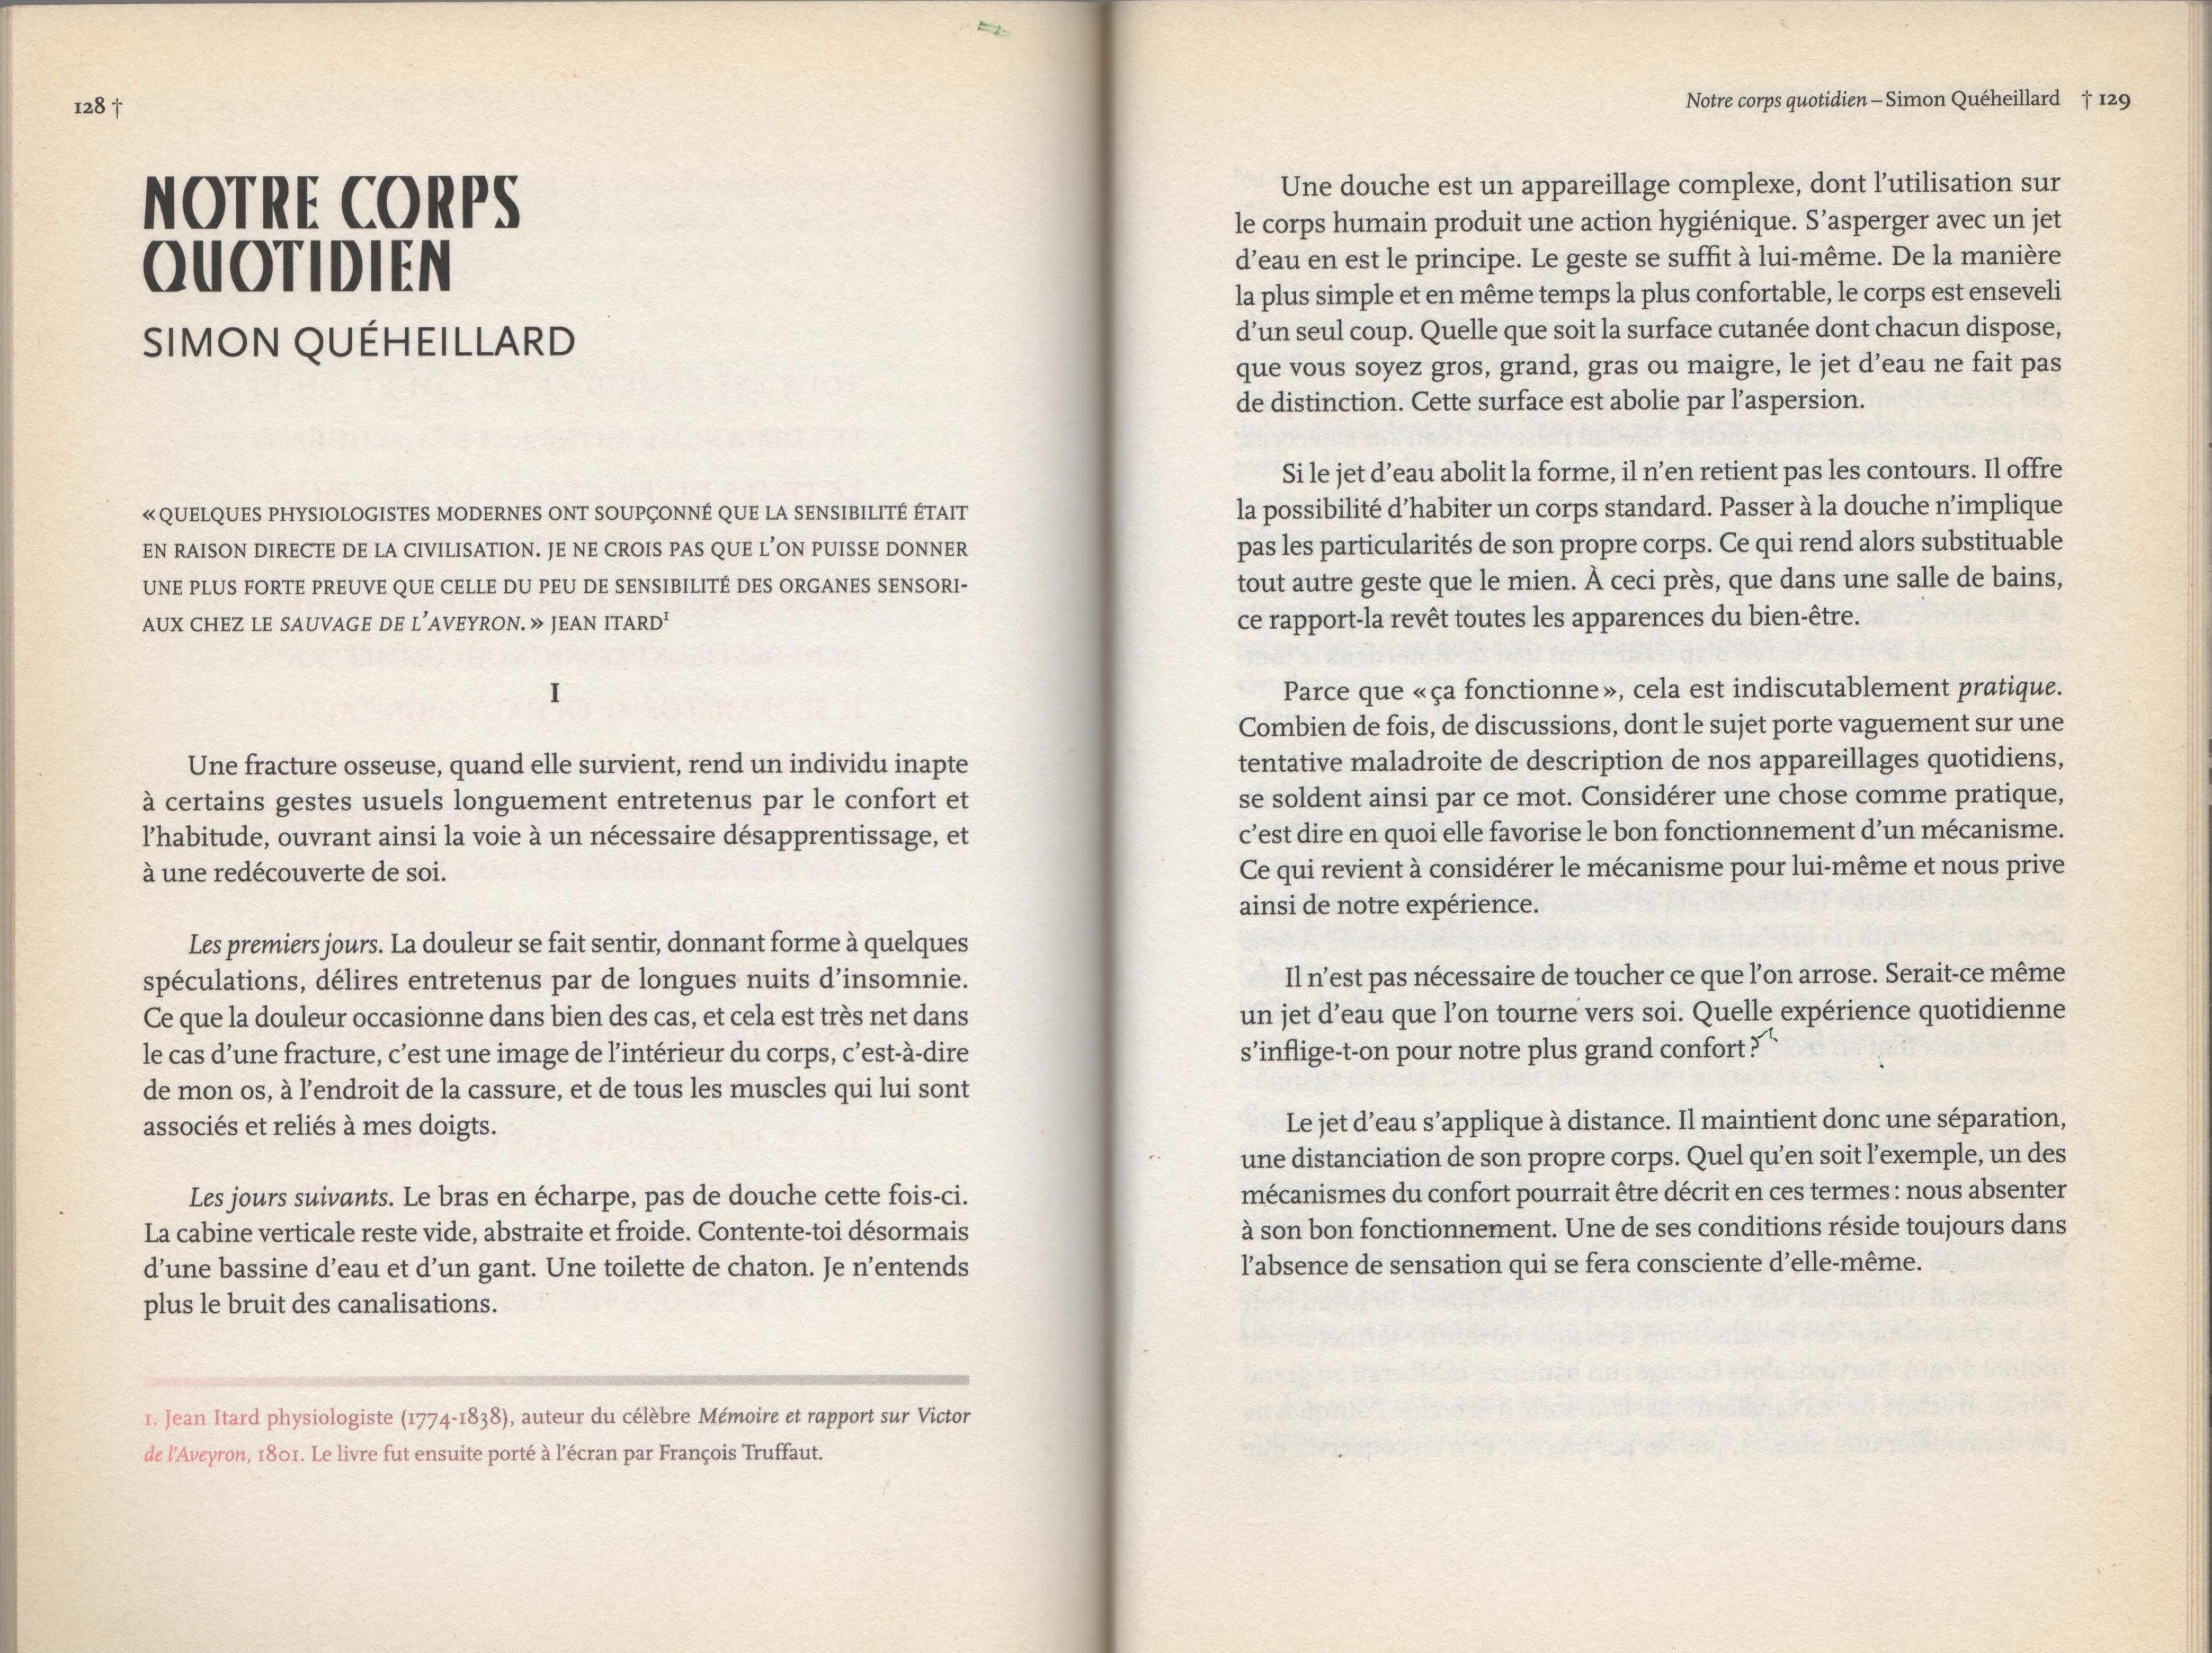 128 †
NOTRE CORPS
QUOTIDIEN
SIMON QUÉHEILLARD
« QUELQUES PHYSIOLOGISTES MODERNES ONT SOUPÇONNÉ QUE LA SENSIBILITÉ ÉTAIT
EN RAISON DIRECTE DE LA CIVILISATION. JE NE CROIS PAS QUE L'ON PUISSE DONNER
UNE PLUS FORTE PREUVE QUE CELLE DU PEU DE SENSIBILITÉ DES ORGANES SENSORI-
AUX CHEZ LE SAUVAGE DE L'AVEYRON. » JEAN ITARD¹
I
Une fracture osseuse, quand elle survient, rend un individu inapte
à certains gestes usuels longuement entretenus par le confort et
l'habitude, ouvrant ainsi la voie à un nécessaire désapprentissage, et
à une redécouverte de soi.
Les premiers jours. La douleur se fait sentir, donnant forme à quelques
spéculations, délires entretenus par de longues nuits d'insomnie.
Ce que la douleur occasionne dans bien des cas, et cela est très net dans
le cas d'une fracture, c'est une image de l'intérieur du corps, c'est-à-dire
de mon os, à l'endroit de la cassure, et de tous les muscles qui lui sont
associés et reliés à mes doigts.
Les jours suivants. Le bras en écharpe, pas de douche cette fois-ci.
La cabine verticale reste vide, abstraite et froide. Contente-toi désormais
d'une bassine d'eau et d'un gant. Une toilette de chaton. Je n'entends
plus le bruit des canalisations.
1. Jean Itard physiologiste (1774-1838), auteur du célèbre Mémoire et rapport sur Victor
de l'Aveyron, 1801. Le livre fut ensuite porté à l'écran par François Truffaut.
Notre corps quotidien – Simon Quéheillard † 129
Une douche est un appareillage complexe, dont l'utilisation sur
le corps humain produit une action hygiénique. S'asperger avec un jet
d'eau en est le principe. Le geste se suffit à lui-même. De la manière
la plus simple et en même temps la plus confortable, le corps est enseveli
d'un seul coup. Quelle que soit la surface cutanée dont chacun dispose,
que vous soyez gros, grand, gras ou maigre, le jet d'eau ne fait pas
de distinction. Cette surface est abolie par l'aspersion.
Si le jet d'eau abolit la forme, il n'en retient pas les contours. Il offre
la possibilité d'habiter un corps standard. Passer à la douche n'implique
pas les particularités de son propre corps. Ce qui rend alors substituable
tout autre geste que le mien. À ceci près, que dans une salle de bains,
ce rapport-la revêt toutes les apparences du bien-être.
Parce que « ça fonctionne », cela est indiscutablement pratique.
Combien de fois, de discussions, dont le sujet porte vaguement sur une
tentative maladroite de description de nos appareillages quotidiens,
se soldent ainsi par ce mot. Considérer une chose comme pratique,
c'est dire en quoi elle favorise le bon fonctionnement d'un mécanisme.
Ce qui revient à considérer le mécanisme pour lui-même et nous prive
ainsi de notre expérience.
Il n'est pas nécessaire de toucher ce que l'on arrose. Serait-ce même
un jet d'eau que l'on tourne vers soi. Quelle expérience quotidienne
s'inflige-t-on pour notre plus grand confort ?
Le jet d'eau s'applique à distance. Il maintient donc une séparation,
une distanciation de son propre corps. Quel qu'en soit l'exemple, un des
mécanismes du confort pourrait être décrit en ces termes : nous absenter
à son bon fonctionnement. Une de ses conditions réside toujours dans
l'absence de sensation qui se fera consciente d'elle-même.